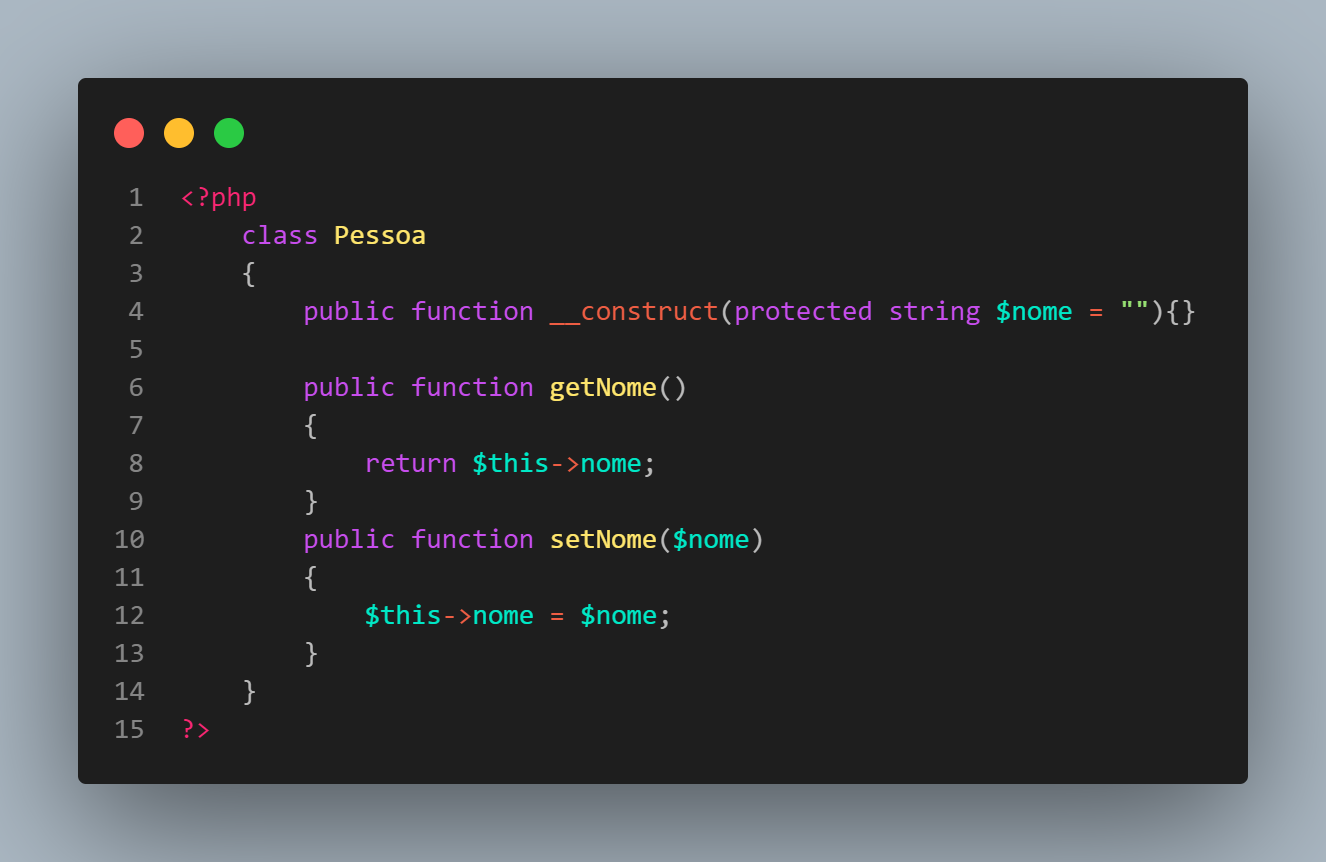 1 <?php
2     class Pessoa
3     {
4         public function __construct(protected string $nome = ""){}
5
6         public function getNome()
7         {
8             return $this->nome;
9         }
10         public function setNome($nome)
11         {
12             $this->nome = $nome;
13         }
14     }
15 ?>